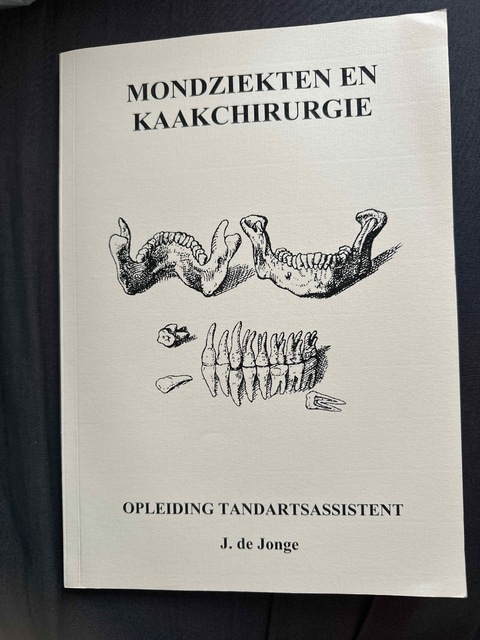 MONDZIEKTEN EN
KAAKCHIRURGIE
OPLEIDING TANDARTSASSISTENT
J. de Jonge